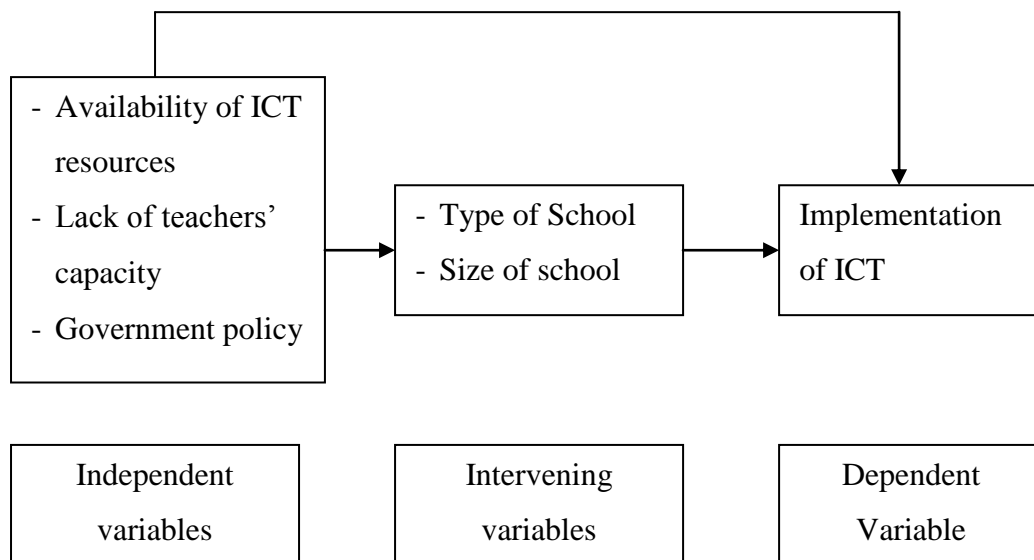 - Availability of ICT
resources
- Lack of teachers’
capacity
- Government policy
- Type of School
- Size of school
Implementation
of ICT
Independent
variables
Intervening
variables
Dependent
Variable